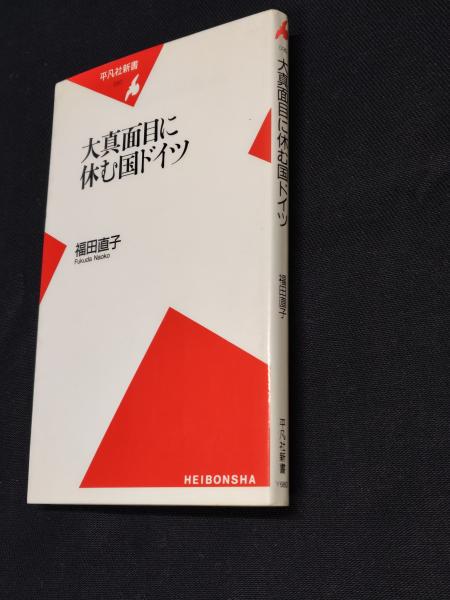 平凡社新書
大真面目に
休む国ドイツ
福田直子
Fukuda Naoko
HEIBONSHA
大真面目に休む国ドイツ
福田直子
平凡社新書